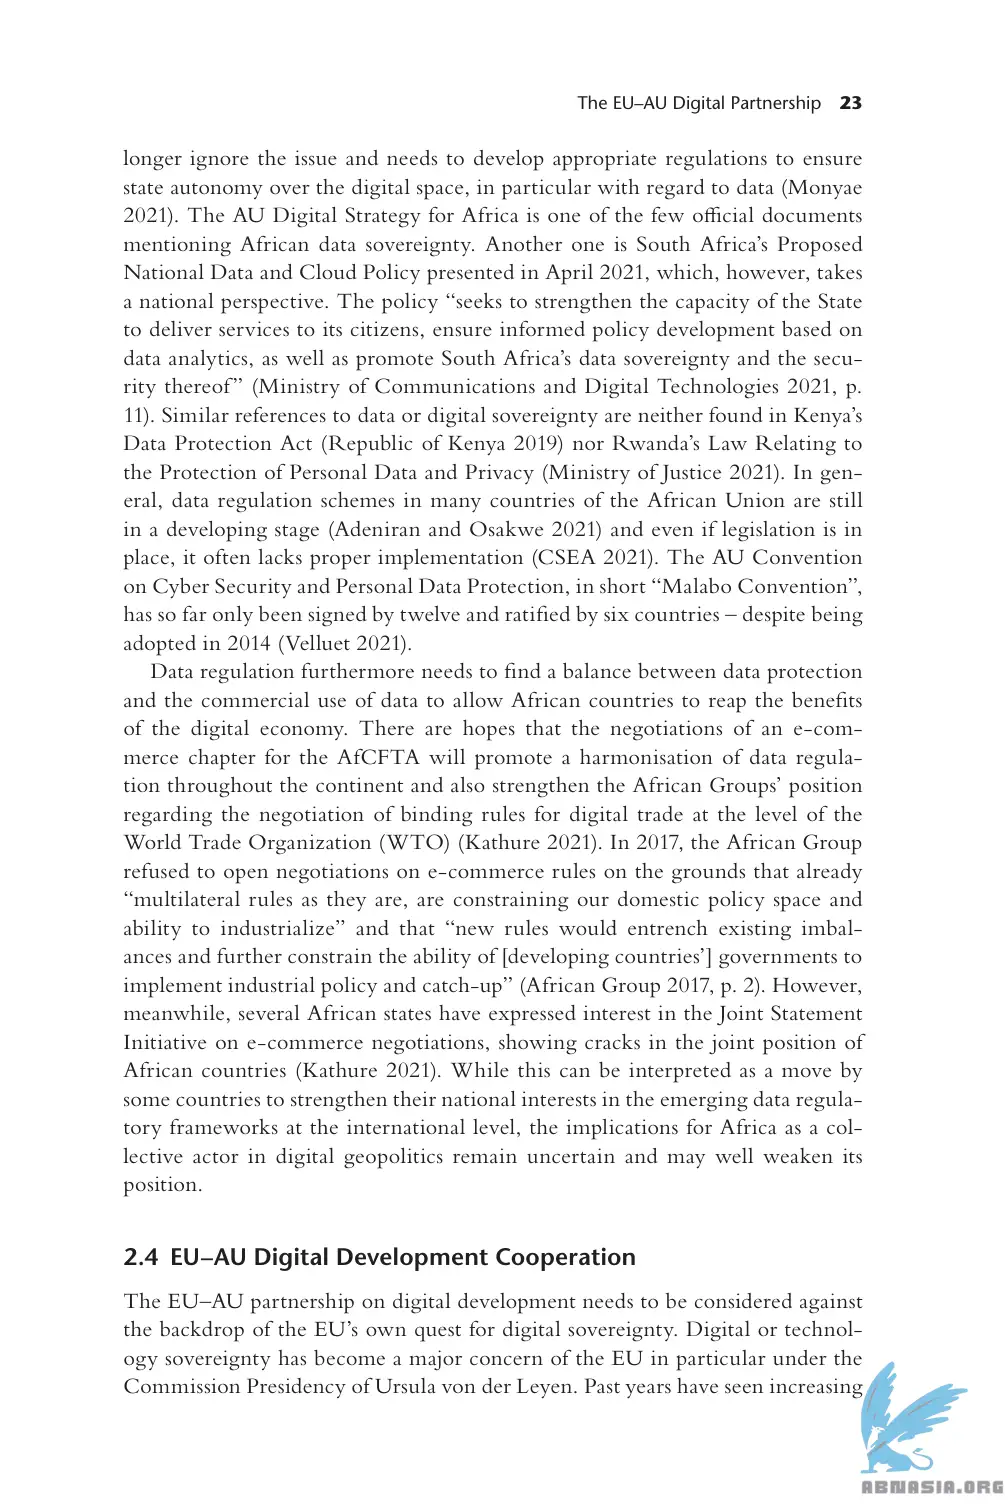 The EU–AU Digital Partnership 23
longer ignore the issue and needs to develop appropriate regulations to ensure
state autonomy over the digital space, in particular with regard to data (Monyae
2021). The AU Digital Strategy for Africa is one of the few official documents
mentioning African data sovereignty. Another one is South Africa’s Proposed
National Data and Cloud Policy presented in April 2021, which, however, takes
a national perspective. The policy “seeks to strengthen the capacity of the State
to deliver services to its citizens, ensure informed policy development based on
data analytics, as well as promote South Africa’s data sovereignty and the secu-
rity thereof” (Ministry of Communications and Digital Technologies 2021, p.
11). Similar references to data or digital sovereignty are neither found in Kenya’s
Data Protection Act (Republic of Kenya 2019) nor Rwanda’s Law Relating to
the Protection of Personal Data and Privacy (Ministry of Justice 2021). In gen-
eral, data regulation schemes in many countries of the African Union are still
in a developing stage (Adeniran and Osakwe 2021) and even if legislation is in
place, it often lacks proper implementation (CSEA 2021). The AU Convention
on Cyber Security and Personal Data Protection, in short “Malabo Convention”,
has so far only been signed by twelve and ratified by six countries – despite being
adopted in 2014 (Velluet 2021).
Data regulation furthermore needs to find a balance between data protection
and the commercial use of data to allow African countries to reap the benefits
of the digital economy. There are hopes that the negotiations of an e-com-
merce chapter for the AfCFTA will promote a harmonisation of data regula-
tion throughout the continent and also strengthen the African Groups’ position
regarding the negotiation of binding rules for digital trade at the level of the
World Trade Organization (WTO) (Kathure 2021). In 2017, the African Group
refused to open negotiations on e-commerce rules on the grounds that already
“multilateral rules as they are, are constraining our domestic policy space and
ability to industrialize” and that “new rules would entrench existing imbal-
ances and further constrain the ability of [developing countries’] governments to
implement industrial policy and catch-up” (African Group 2017, p. 2). However,
meanwhile, several African states have expressed interest in the Joint Statement
Initiative on e-commerce negotiations, showing cracks in the joint position of
African countries (Kathure 2021). While this can be interpreted as a move by
some countries to strengthen their national interests in the emerging data regula-
tory frameworks at the international level, the implications for Africa as a col-
lective actor in digital geopolitics remain uncertain and may well weaken its
position.
2.4 EU–AU Digital Development Cooperation
The EU–AU partnership on digital development needs to be considered against
the backdrop of the EU’s own quest for digital sovereignty. Digital or technol-
ogy sovereignty has become a major concern of the EU in particular under the
Commission Presidency of Ursula von der Leyen. Past years have seen increasing
ABNASIA.ORG